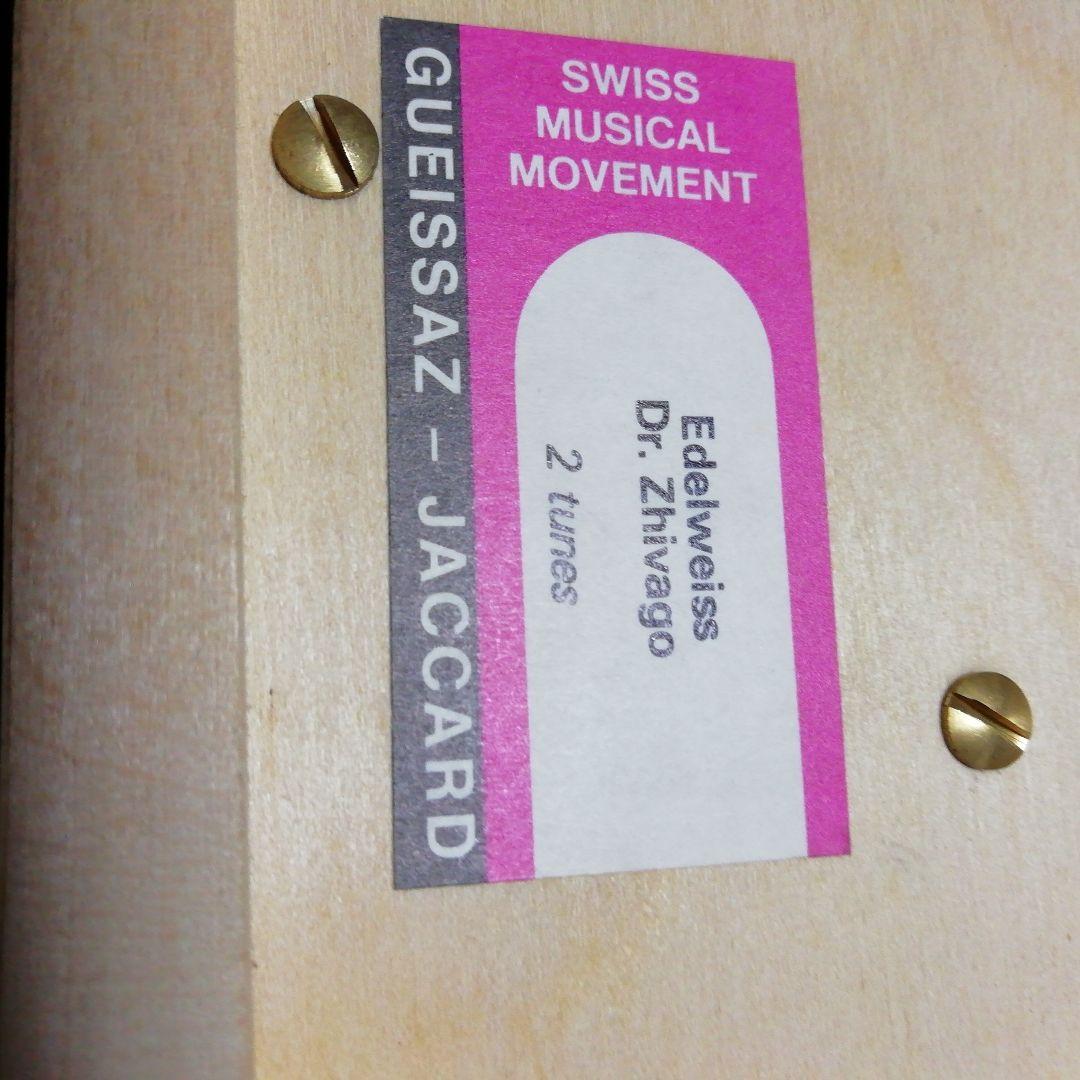 SWISS
MUSICAL
MOVEMENT
GUEISSAZ - JACCARD
Edelweiss
Dr. Zhivago
2 tunes